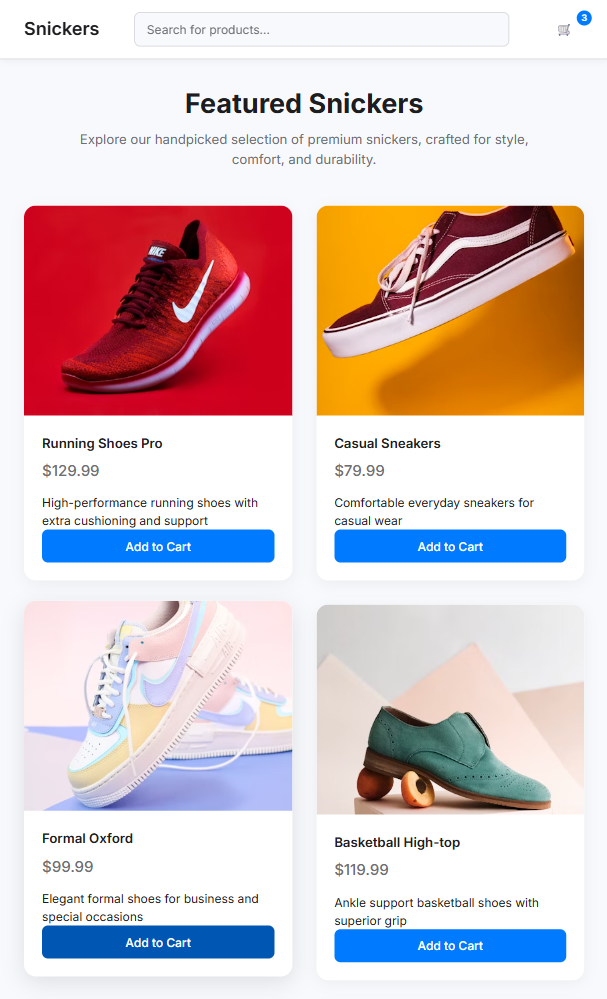 Snickers
Search for products...
3
Featured Snickers
Explore our handpicked selection of premium snickers, crafted for style,
comfort, and durability.
NIKE
Running Shoes Pro
$129.99
High-performance running shoes with
extra cushioning and support
Add to Cart
Casual Sneakers
$79.99
Comfortable everyday sneakers for
casual wear
Add to Cart
Formal Oxford
$99.99
Elegant formal shoes for business and
special occasions
Add to Cart
Basketball High-top
$119.99
Ankle support basketball shoes with
superior grip
Add to Cart